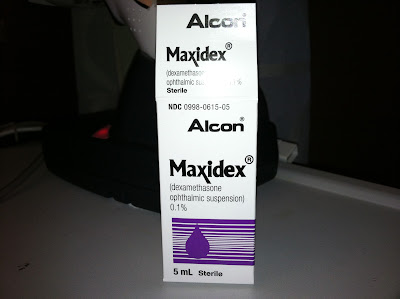 Alcon
Maxidex®
(dexamethasone
ophthalmic suspension) 0.1%
Sterile
NDC 0998-0615-05
Alcon®
Maxidex®
(dexamethasone
ophthalmic suspension)
0.1%
5 mL Sterile